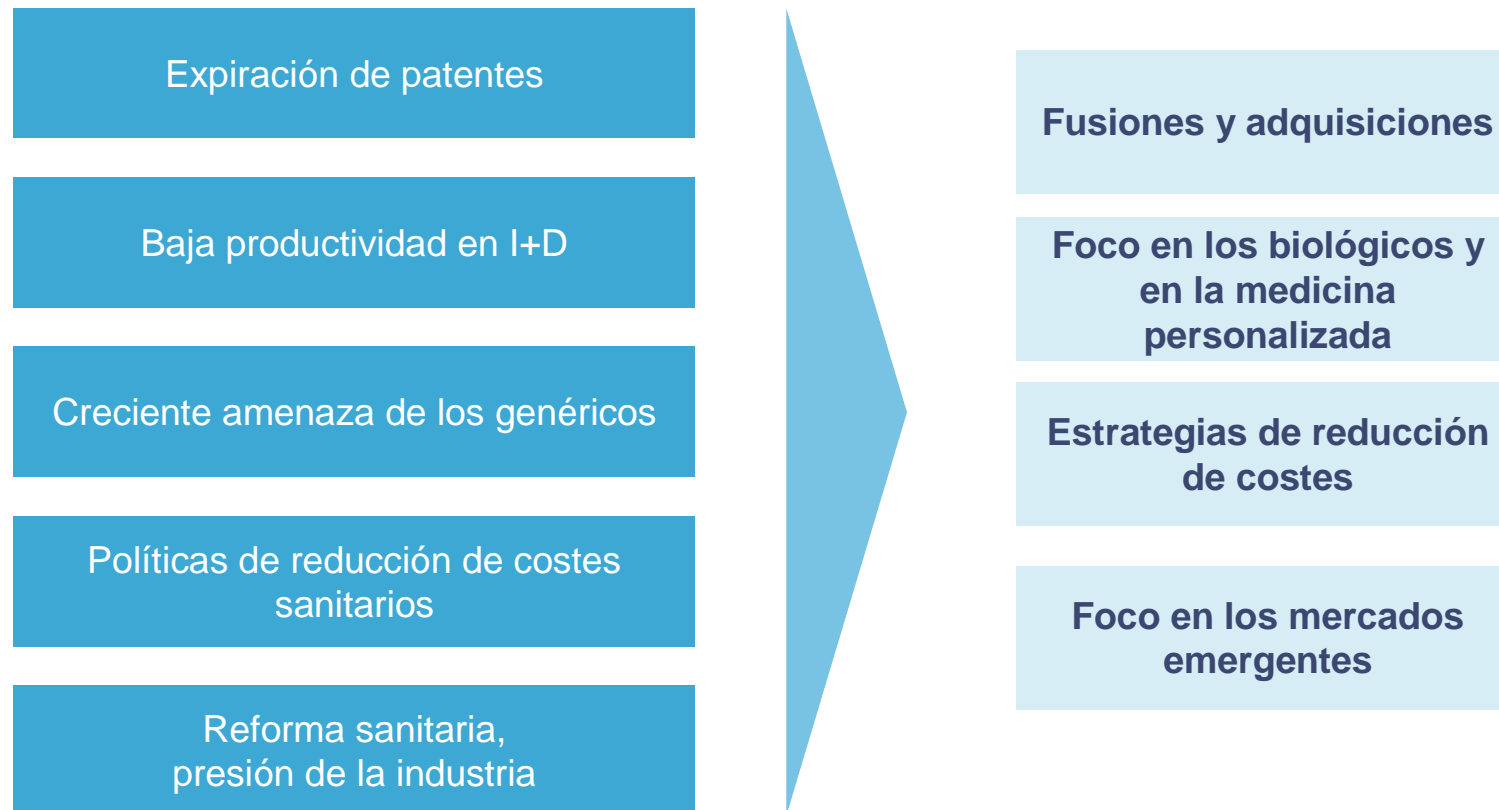 Expiración de patentes
Baja productividad en I+D
Creciente amenaza de los genéricos
Políticas de reducción de costes
sanitarios
Reforma sanitaria,
presión de la industria
Fusiones y adquisiciones
Foco en los biológicos y
en la medicina
personalizada
Estrategias de reducción
de costes
Foco en los mercados
emergentes